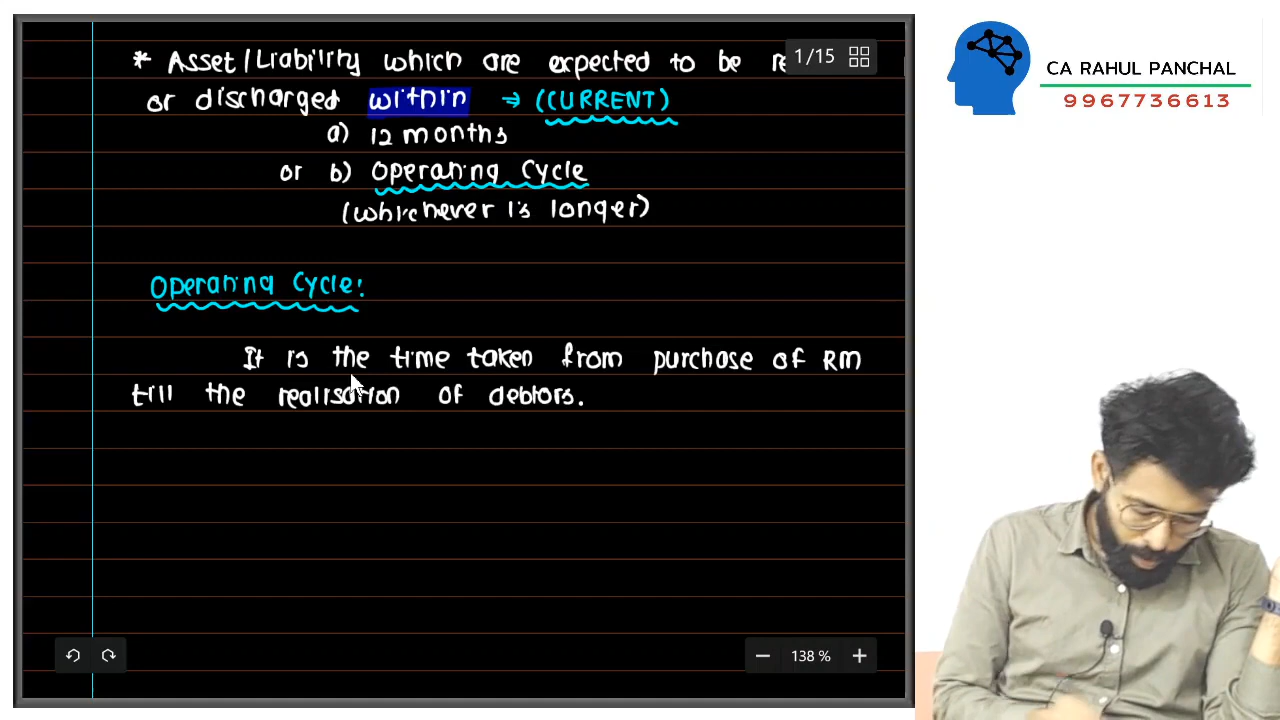 * Asset/Liability which are expected to be re
1/15
or discharged within → (CURRENT)
a) 12 months
or b) Operating Cycle
(whichever is longer)
Operating Cycle:
It is the time taken from purchase of RM
till the realisation of debtors.
138 %
CA RAHUL PANCHAL
9967736613